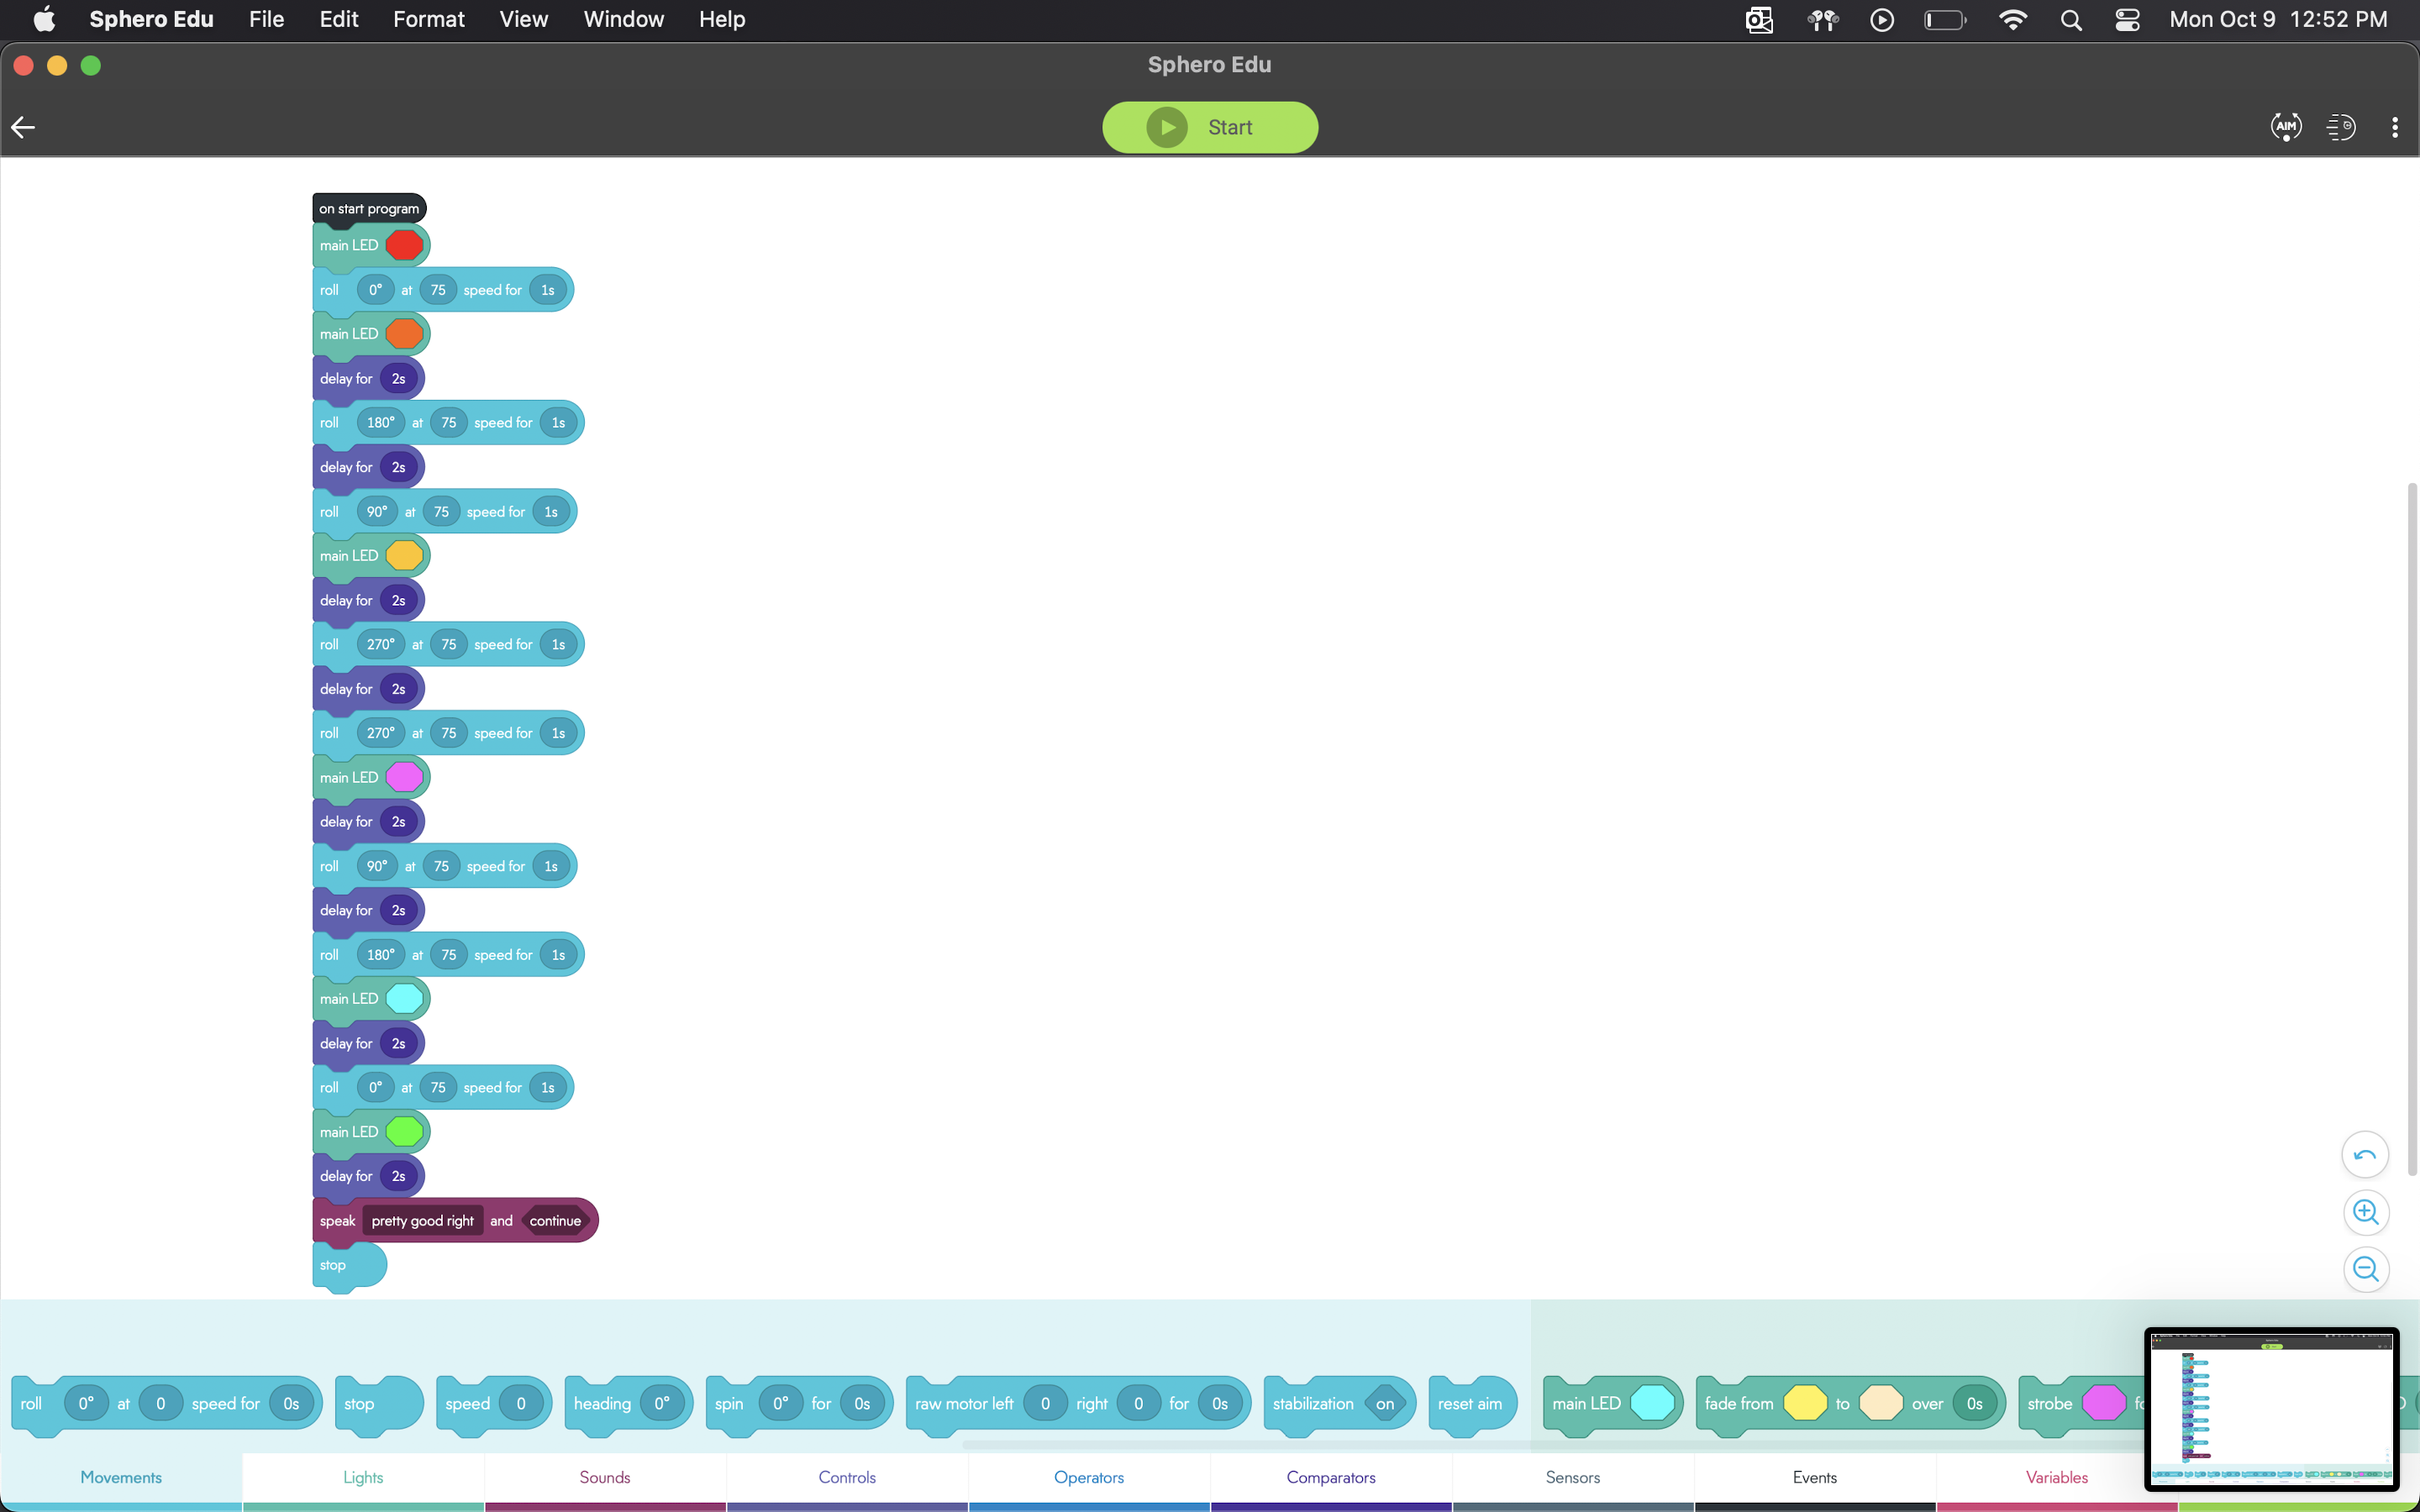 Sphero Edu File Edit Format View Window Help Mon Oct 9 12:52 PM
Sphero Edu
Start AIM
on start program
main LED
roll 0° at 75 speed for 1s
main LED
delay for 2s
roll 180° at 75 speed for 1s
delay for 2s
roll 90° at 75 speed for 1s
main LED
delay for 2s
roll 270° at 75 speed for 1s
delay for 2s
roll 270° at 75 speed for 1s
main LED
delay for 2s
roll 90° at 75 speed for 1s
delay for 2s
roll 180° at 75 speed for 1s
main LED
delay for 2s
roll 0° at 75 speed for 1s
main LED
delay for 2s
speak pretty good right and continue
stop
roll 0° at 0 speed for 0s stop speed 0 heading 0° spin 0° for 0s raw motor left 0 right 0 for 0s stabilization on reset aim main LED fade from to over 0s strobe
Movements Lights Sounds Controls Operators Comparators Sensors Events Variables